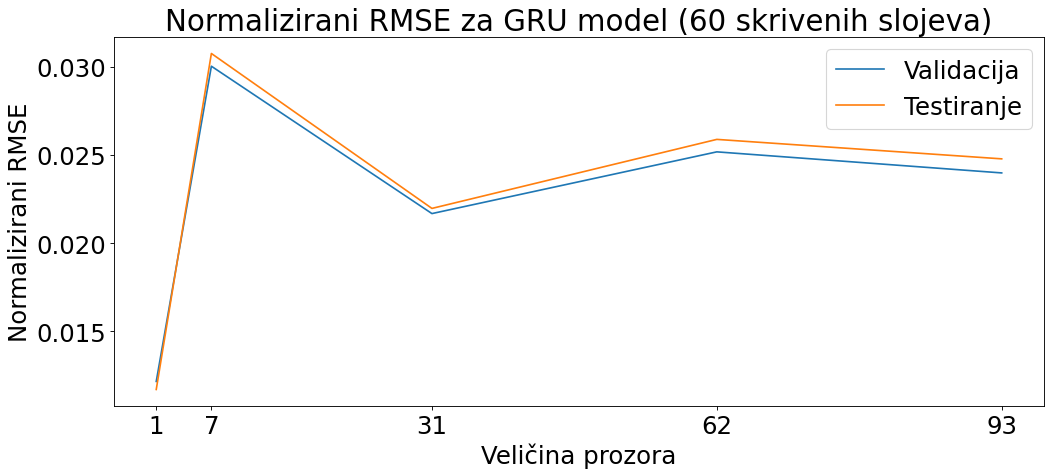 Normalizirani RMSE za GRU model (60 skrivenih slojeva)
Validacija
Testiranje
Normalizirani RMSE
0.030
0.025
0.020
0.015
1 7 31 62 93
Veličina prozora